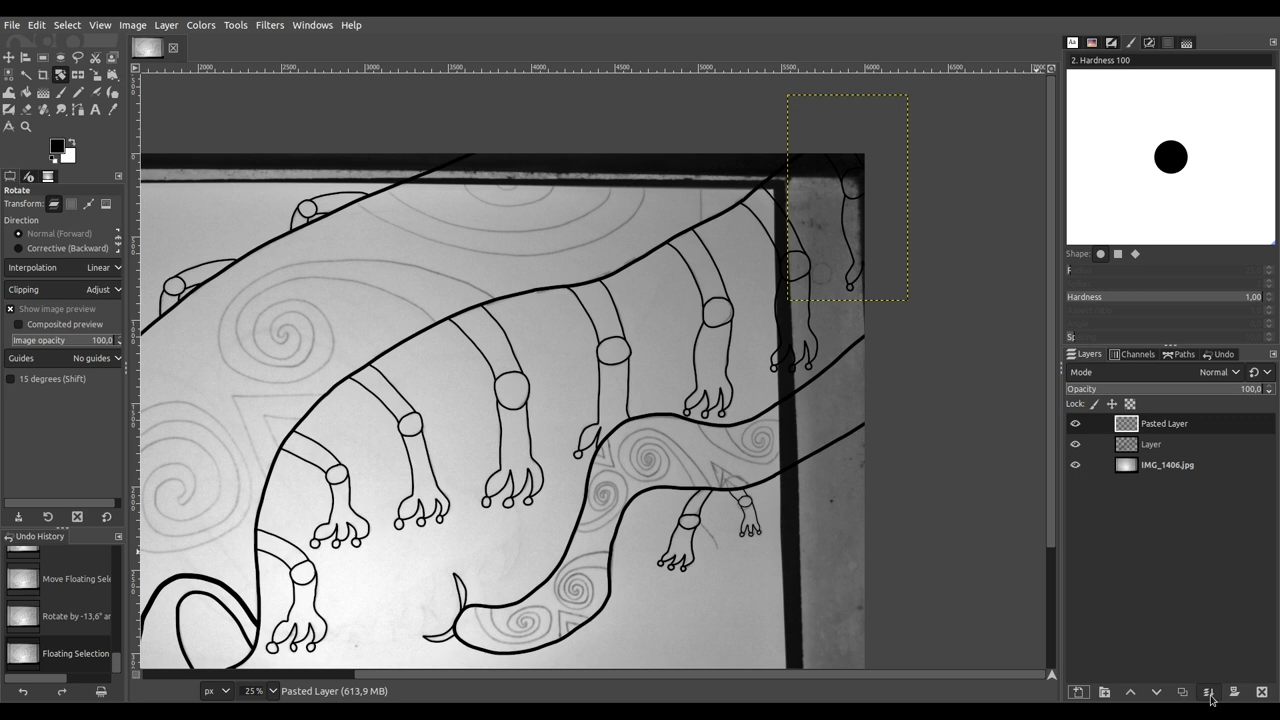 File Edit Select View Image Layer Colors Tools Filters Windows Help
2000 2500 3000 3500 4000 4500 5000 5500 6000 6500
Rotate
Transform:
Direction
Normal (Forward)
Corrective (Backward)
Interpolation Linear
Clipping Adjust
Show image preview
Composited preview
Image opacity 100,0
Guides No guides
15 degrees (Shift)
Undo History
Move Floating Sele
Rotate by -13,6° ar
Floating Selection
px 25 % Pasted Layer (613,9 MB)
Aa
2. Hardness 100
Shape:
Hardness 1,00
Layers Channels Paths Undo
Mode Normal
Opacity 100,0
Lock:
Pasted Layer
Layer
IMG_1406.jpg